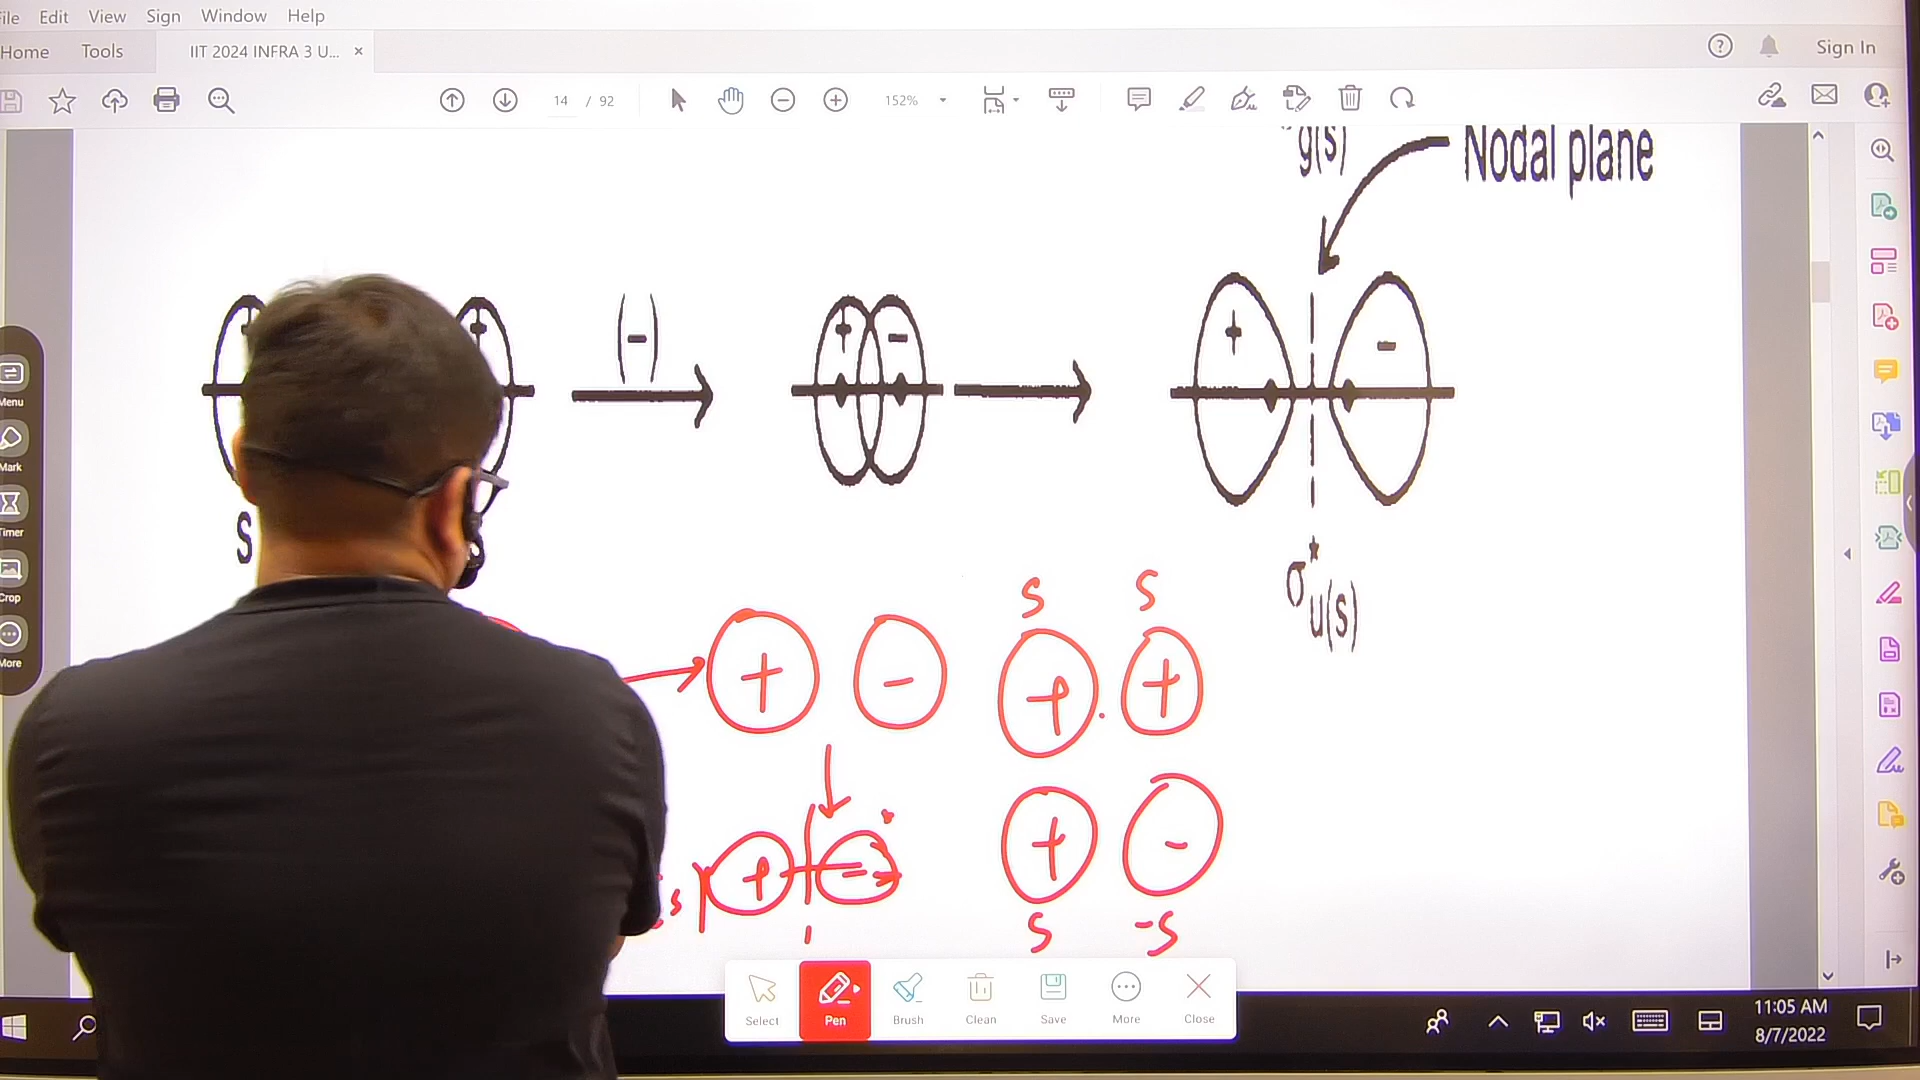 File Edit View Sign Window Help
Home Tools IIT 2024 INFRA 3 U... × Sign In
14 / 92 152%
g(s) Nodal plane
+ + (-) + - + -
S
σ*u(s)
S S
+ - + +
+ - + -
s
S -S
Menu
Mark
Timer
Crop
More
Select Pen Brush Clean Save More Close
11:05 AM
8/7/2022